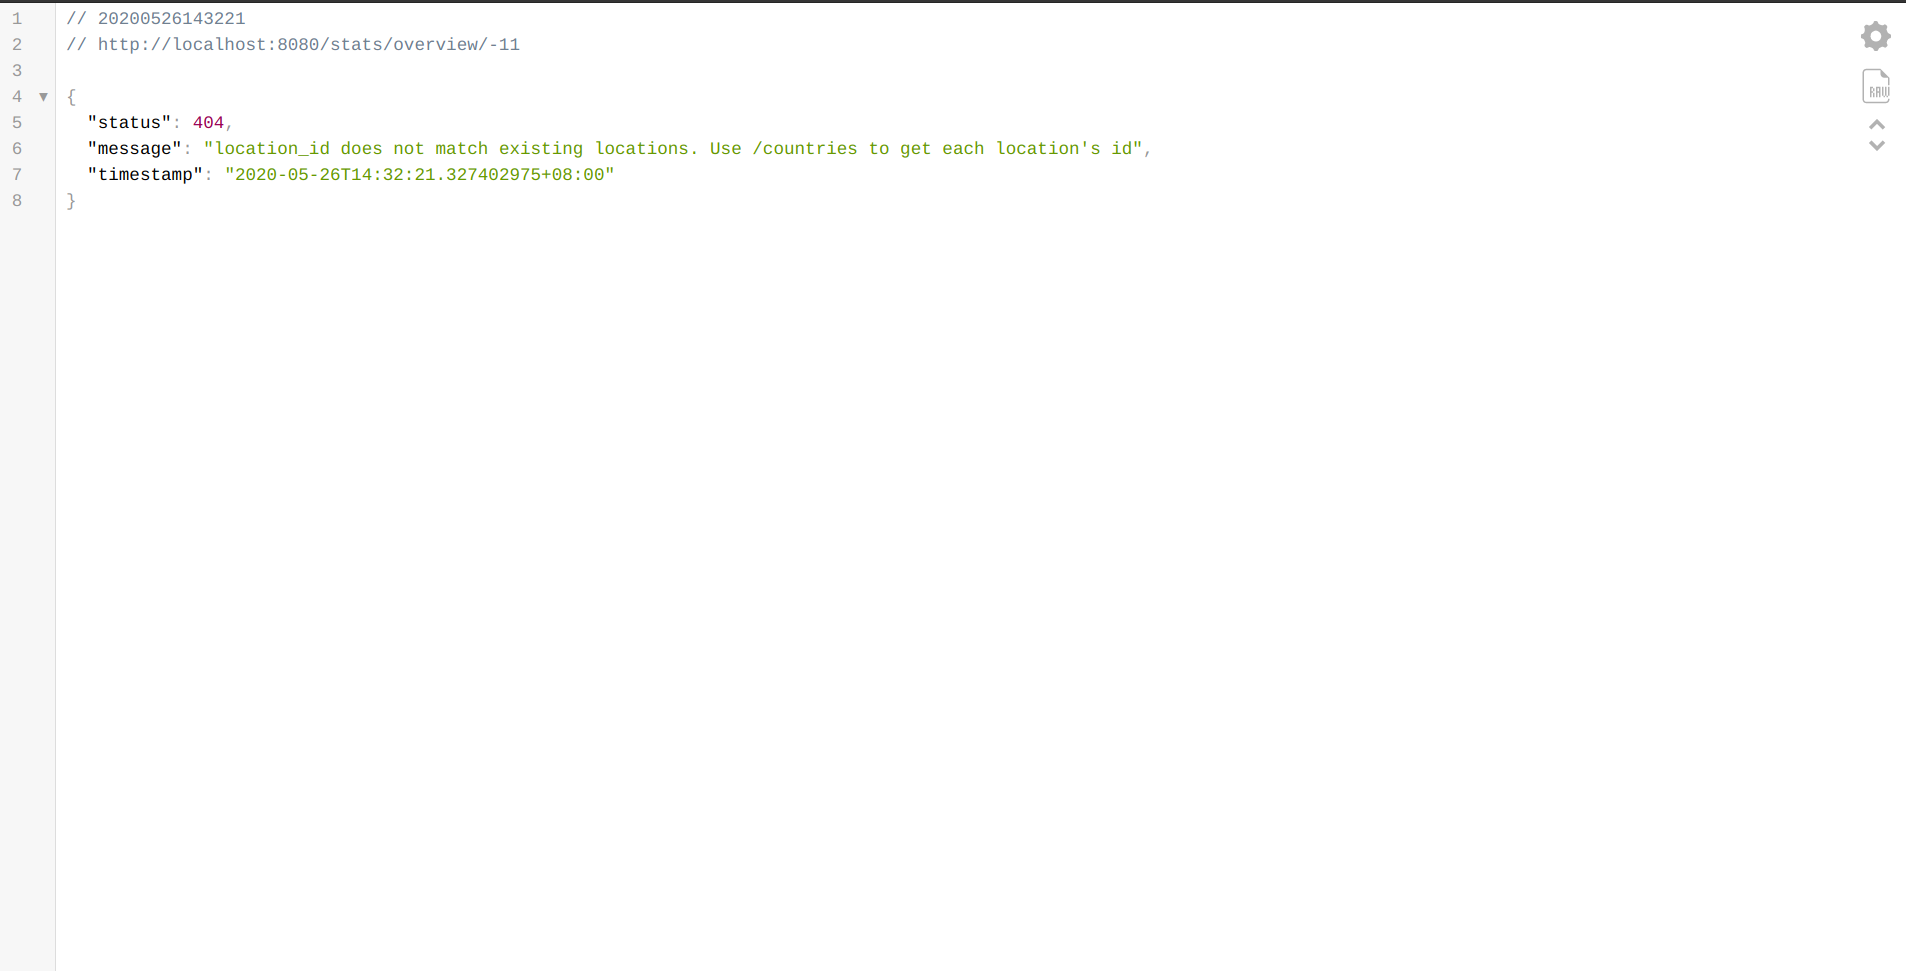 1 // 20200526143221
2 // http://localhost:8080/stats/overview/-11
3
4 ▼ {
5 "status": 404,
6 "message": "location_id does not match existing locations. Use /countries to get each location's id",
7 "timestamp": "2020-05-26T14:32:21.327402975+08:00"
8 }
RAW